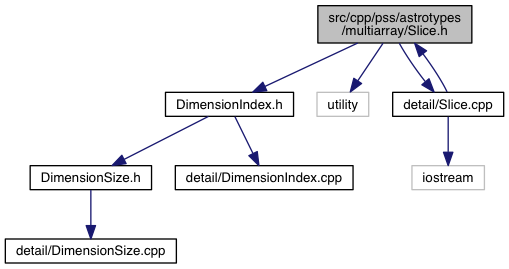 src/cpp/pss/astrotypes
/multiarray/Slice.h
DimensionIndex.h
utility
detail/Slice.cpp
DimensionSize.h
detail/DimensionIndex.cpp
iostream
detail/DimensionSize.cpp